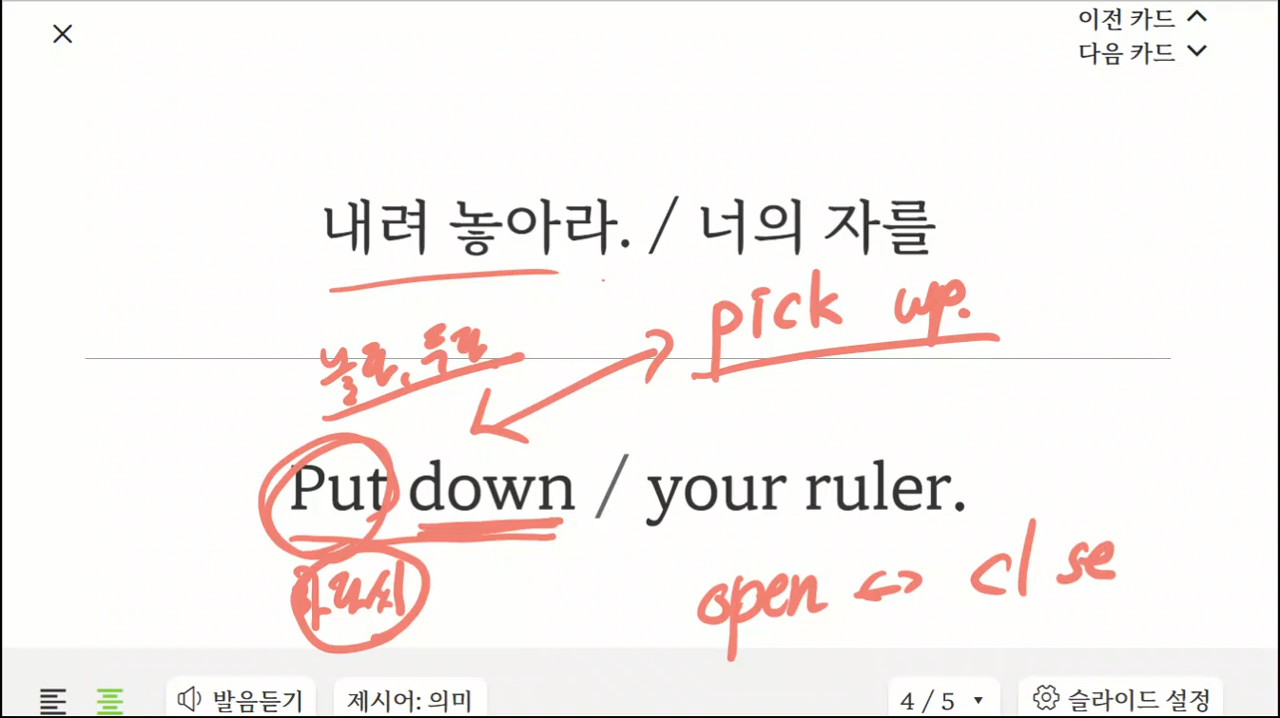 이전 카드
다음 카드
내려 놓아라. / 너의 자를
pick up.
Put down / your ruler.
open ↔ close
발음듣기
제시어: 의미
4 / 5
슬라이드 설정